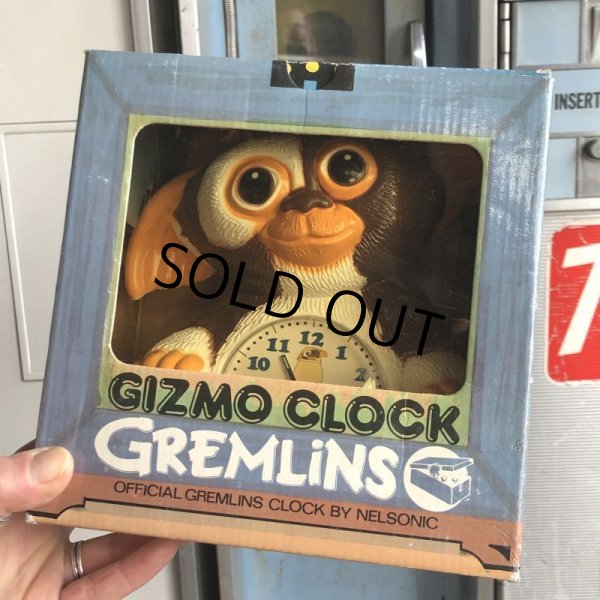 INSERT
7
SOLD OUT
12
11
1
10
2
GIZMO CLOCK
GREMLiNS
OFFICIAL GREMLINS CLOCK BY NELSONIC